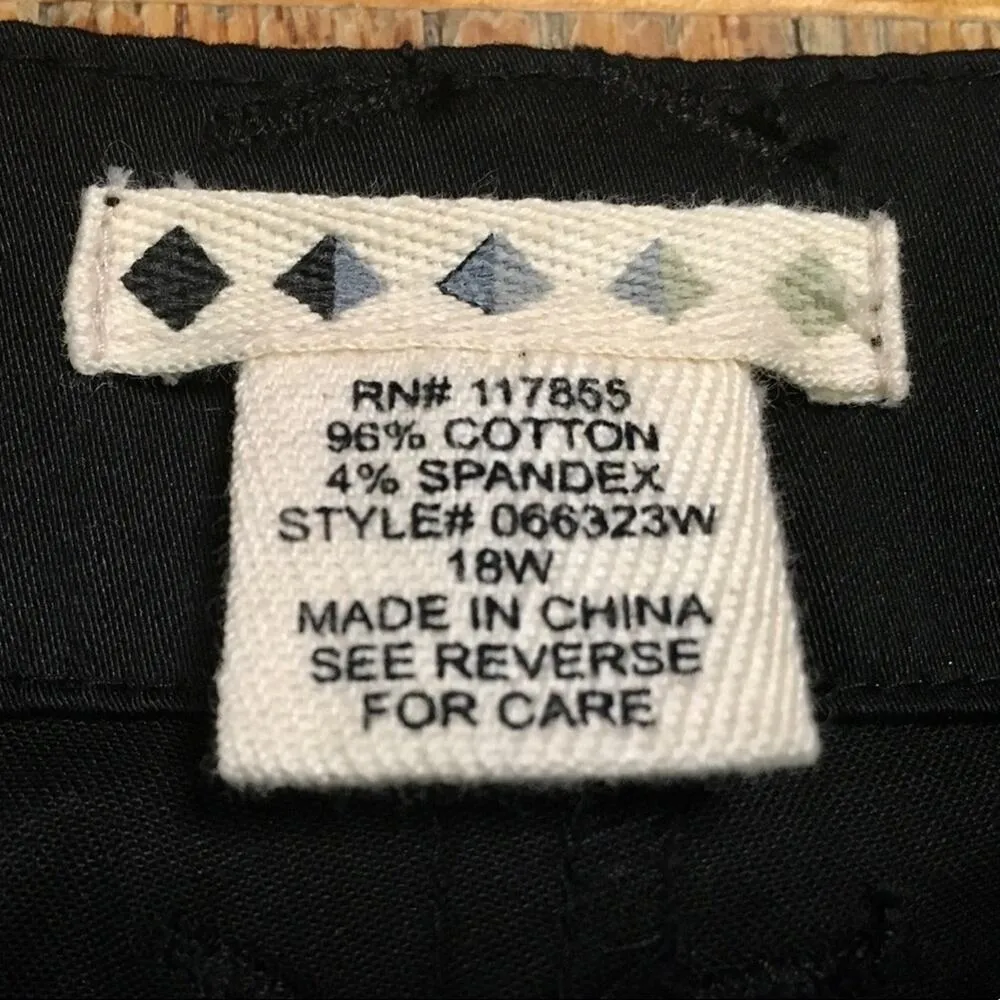 RN# 117855
96% COTTON
4% SPANDEX
STYLE# 066323W
18W
MADE IN CHINA
SEE REVERSE
FOR CARE